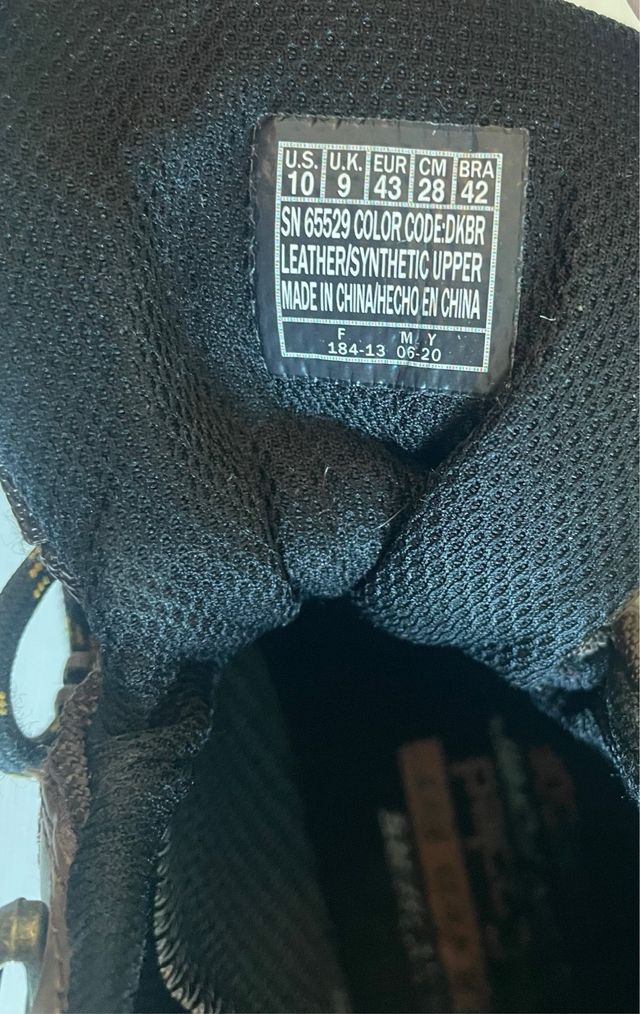 U.S. U.K. EUR CM BRA
10 9 43 28 42
SN 65529 COLOR CODE:DKBR
LEATHER/SYNTHETIC UPPER
MADE IN CHINA/HECHO EN CHINA
F M Y
184-13 06-20